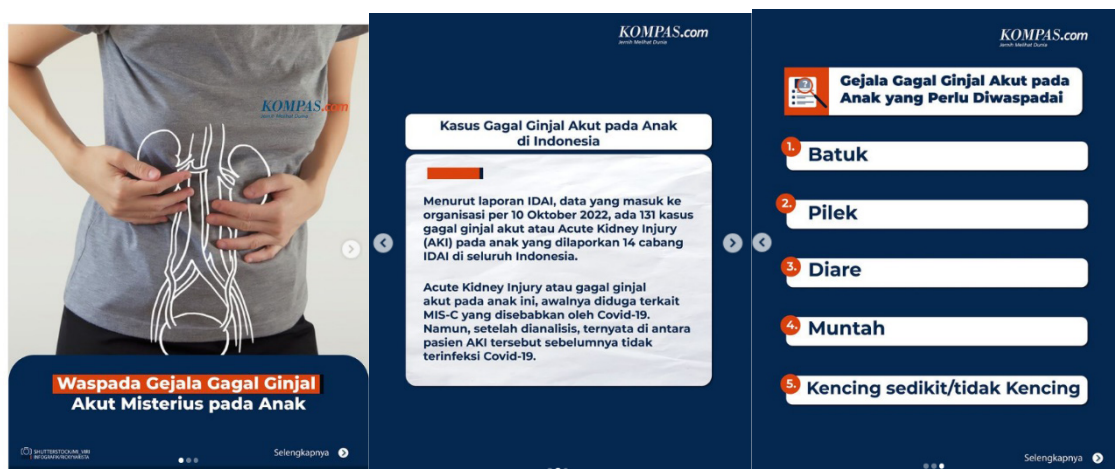 KOMPAS.com
Jernih Melihat Dunia
Waspada Gejala Gagal Ginjal
Akut Misterius pada Anak
Selengkapnya
KOMPAS.com
Jernih Melihat Dunia
Kasus Gagal Ginjal Akut pada Anak
di Indonesia
Menurut laporan IDAI, data yang masuk ke
organisasi per 10 Oktober 2022, ada 131 kasus
gagal ginjal akut atau Acute Kidney Injury
(AKI) pada anak yang dilaporkan 14 cabang
IDAI di seluruh Indonesia.
Acute Kidney Injury atau gagal ginjal
akut pada anak ini, awalnya diduga terkait
MIS-C yang disebabkan oleh Covid-19.
Namun, setelah dianalisis, ternyata di antara
pasien AKI tersebut sebelumnya tidak
terinfeksi Covid-19.
KOMPAS.com
Jernih Melihat Dunia
Gejala Gagal Ginjal Akut pada
Anak yang Perlu Diwaspadai
1. Batuk
2. Pilek
3. Diare
4. Muntah
5. Kencing sedikit/tidak Kencing
Selengkapnya